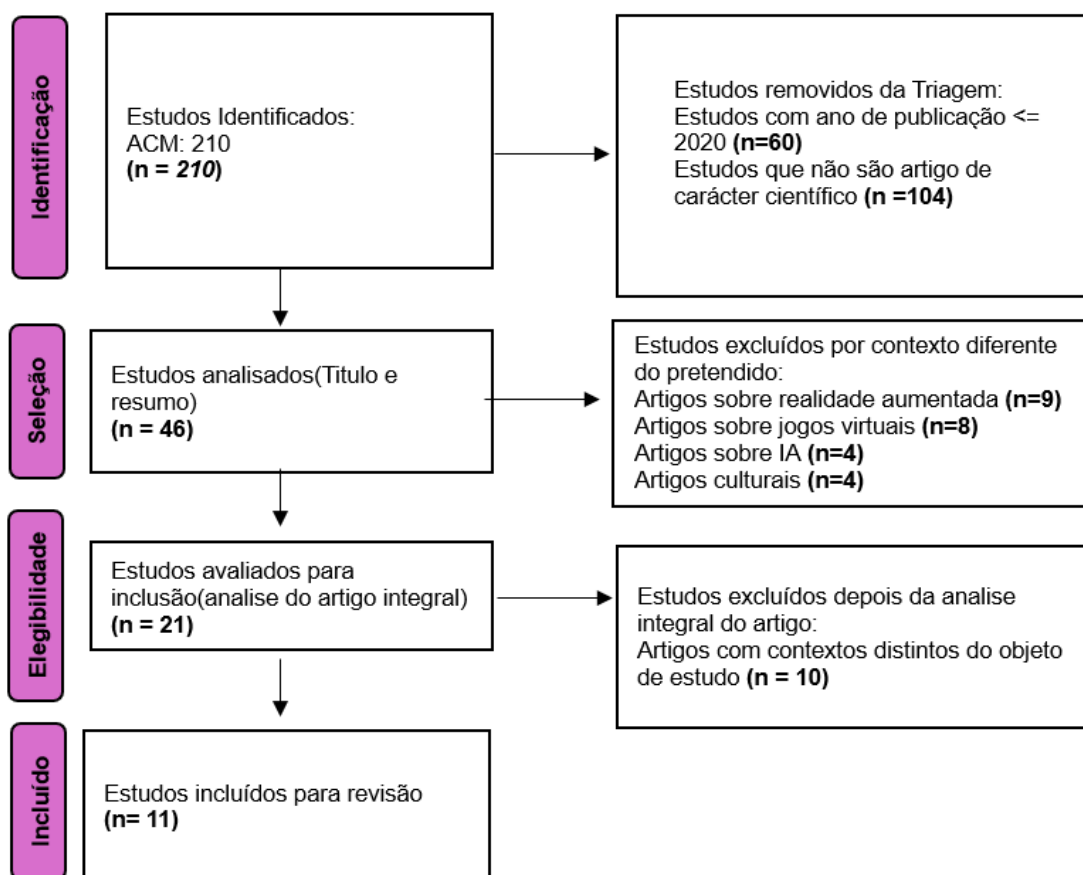 Identificação
Estudos Identificados:
ACM: 210
(n = 210)
Estudos removidos da Triagem:
Estudos com ano de publicação <=
2020 (n=60)
Estudos que não são artigo de
carácter científico (n =104)
Seleção
Estudos analisados(Titulo e
resumo)
(n = 46)
Estudos excluídos por contexto diferente
do pretendido:
Artigos sobre realidade aumentada (n=9)
Artigos sobre jogos virtuais (n=8)
Artigos sobre IA (n=4)
Artigos culturais (n=4)
Elegibilidade
Estudos avaliados para
inclusão(analise do artigo integral)
(n = 21)
Estudos excluídos depois da analise
integral do artigo:
Artigos com contextos distintos do objeto
de estudo (n = 10)
Incluído
Estudos incluídos para revisão
(n= 11)